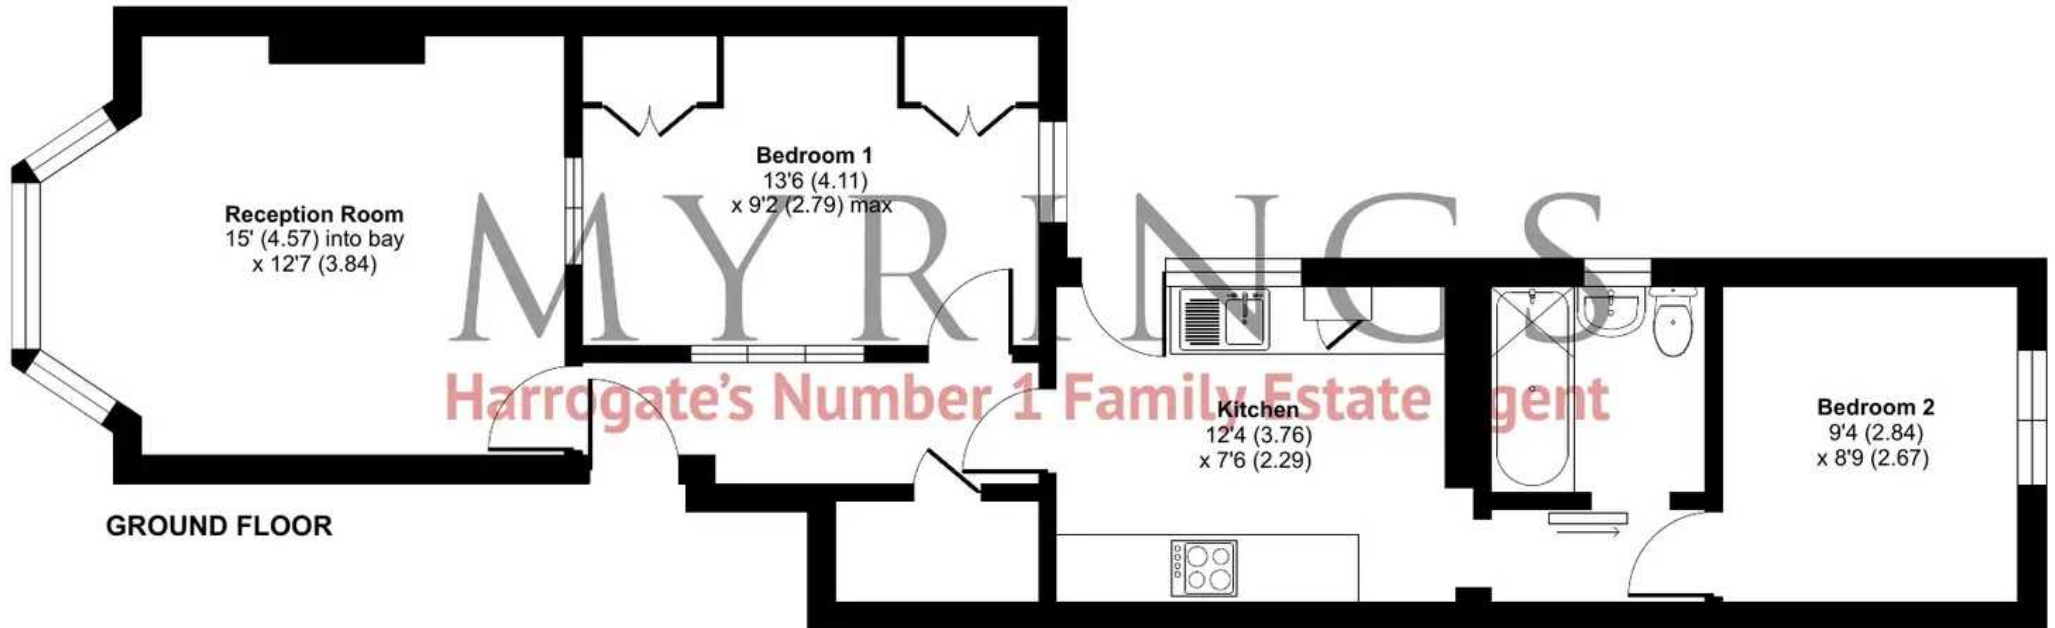 Reception Room
15' (4.57) into bay
x 12'7 (3.84)
Bedroom 1
13'6 (4.11)
x 9'2 (2.79) max
MYRINGS
Harrogate's Number 1 Family Estate Agent
Kitchen
12'4 (3.76)
x 7'6 (2.29)
Bedroom 2
9'4 (2.84)
x 8'9 (2.67)
GROUND FLOOR